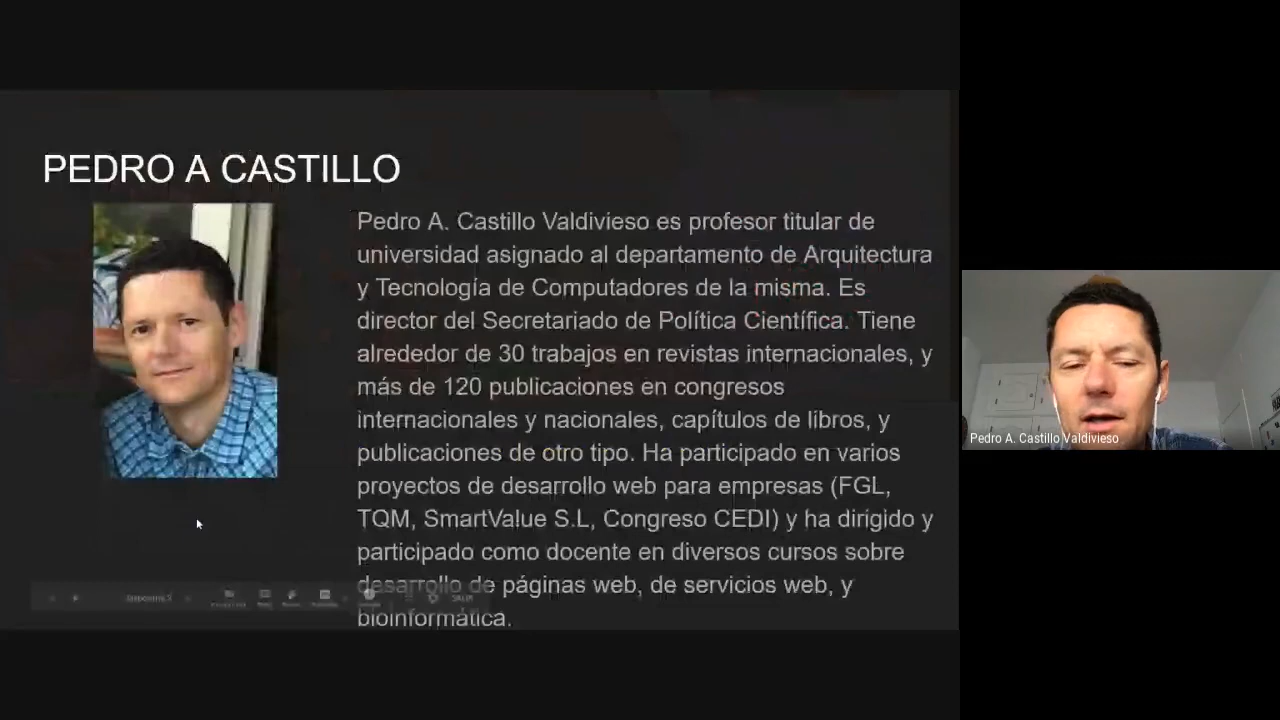 PEDRO A CASTILLO
Pedro A. Castillo Valdivieso es profesor titular de
universidad asignado al departamento de Arquitectura
y Tecnología de Computadores de la misma. Es
director del Secretariado de Política Científica. Tiene
alrededor de 30 trabajos en revistas internacionales, y
más de 120 publicaciones en congresos
internacionales y nacionales, capítulos de libros, y
publicaciones de otro tipo. Ha participado en varios
proyectos de desarrollo web para empresas (FGL,
TQM, SmartValue S.L, Congreso CEDI) y ha dirigido y
participado como docente en diversos cursos sobre
desarrollo de páginas web, de servicios web, y
bioinformática.
Pedro A. Castillo Valdivieso